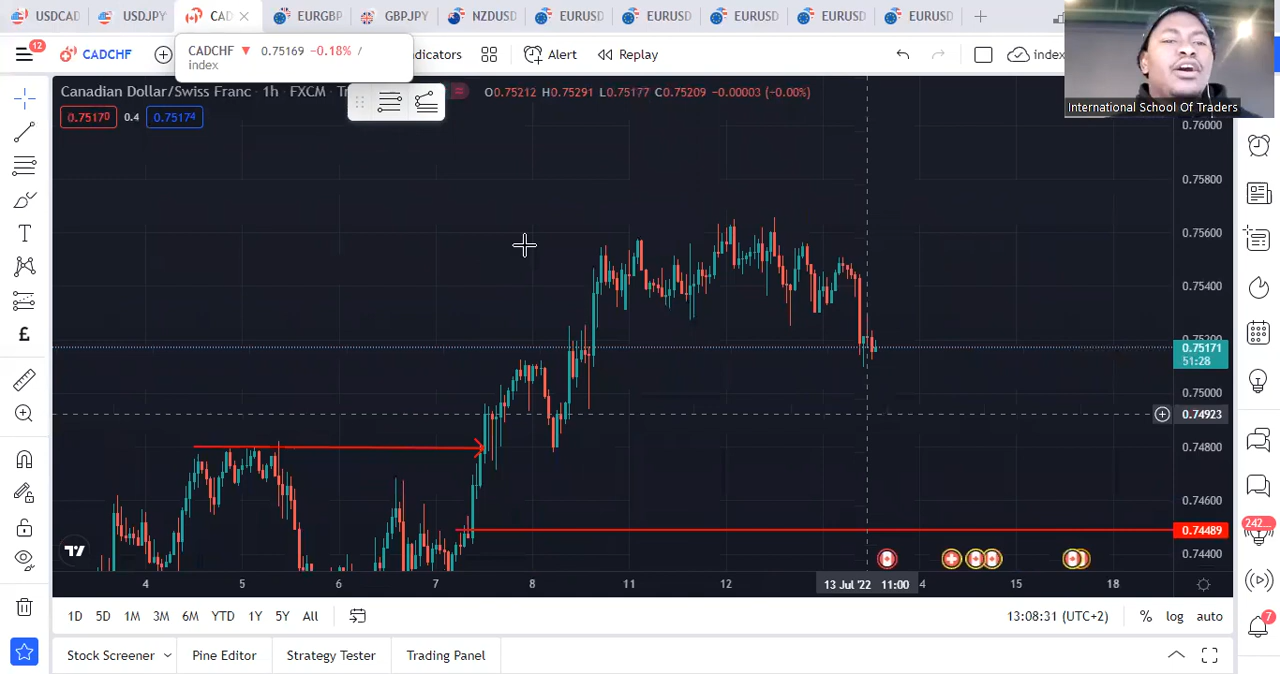 USDCAD
USDJPY
CAD
EURGBP
GBPJPY
NZDUSD
EURUSD
EURUSD
EURUSD
EURUSD
EURUSD
12
CADCHF
CADCHF 0.75169 −0.18% /
index
dicators
Alert
Replay
index
International School Of Traders
Canadian Dollar/Swiss Franc · 1h · FXCM · Tr
O0.75212 H0.75291 L0.75177 C0.75209 −0.00003 (−0.00%)
0.75170 0.4 0.75174
0.76000
0.75800
0.75600
0.75400
0.75200
0.75171
51:28
0.75000
0.74923
0.74800
0.74600
0.74489
0.74400
242...
7
4 5 6 7 8 11 12 13 Jul '22 11:00 4 15 18
1D 5D 1M 3M 6M YTD 1Y 5Y All
13:08:31 (UTC+2) % log auto
Stock Screener Pine Editor Strategy Tester Trading Panel